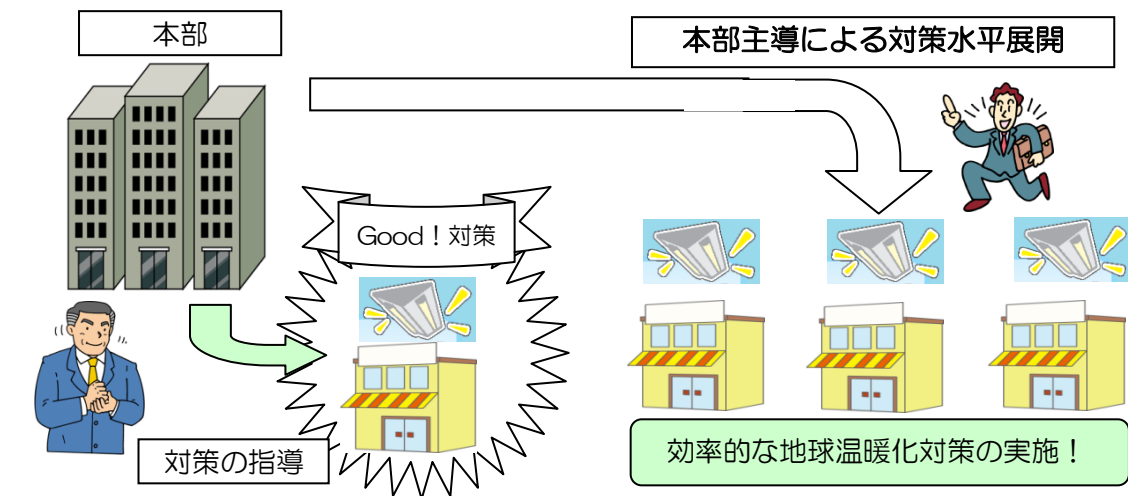 本部
本部主導による対策水平展開
Good！対策
対策の指導
効率的な地球温暖化対策の実施！